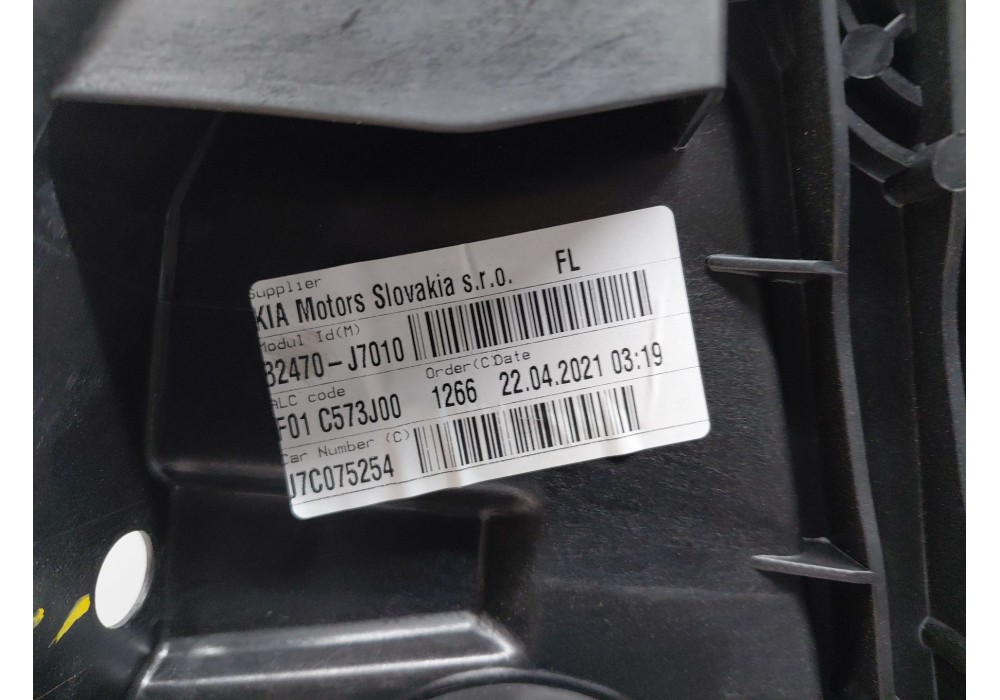 Supplier
KIA Motors Slovakia s.r.o. FL
Modul Id(M)
82470-J7010
ALC code Order(C) Date
F01 C573J00 1266 22.04.2021 03:19
Car Number (C)
J7C075254